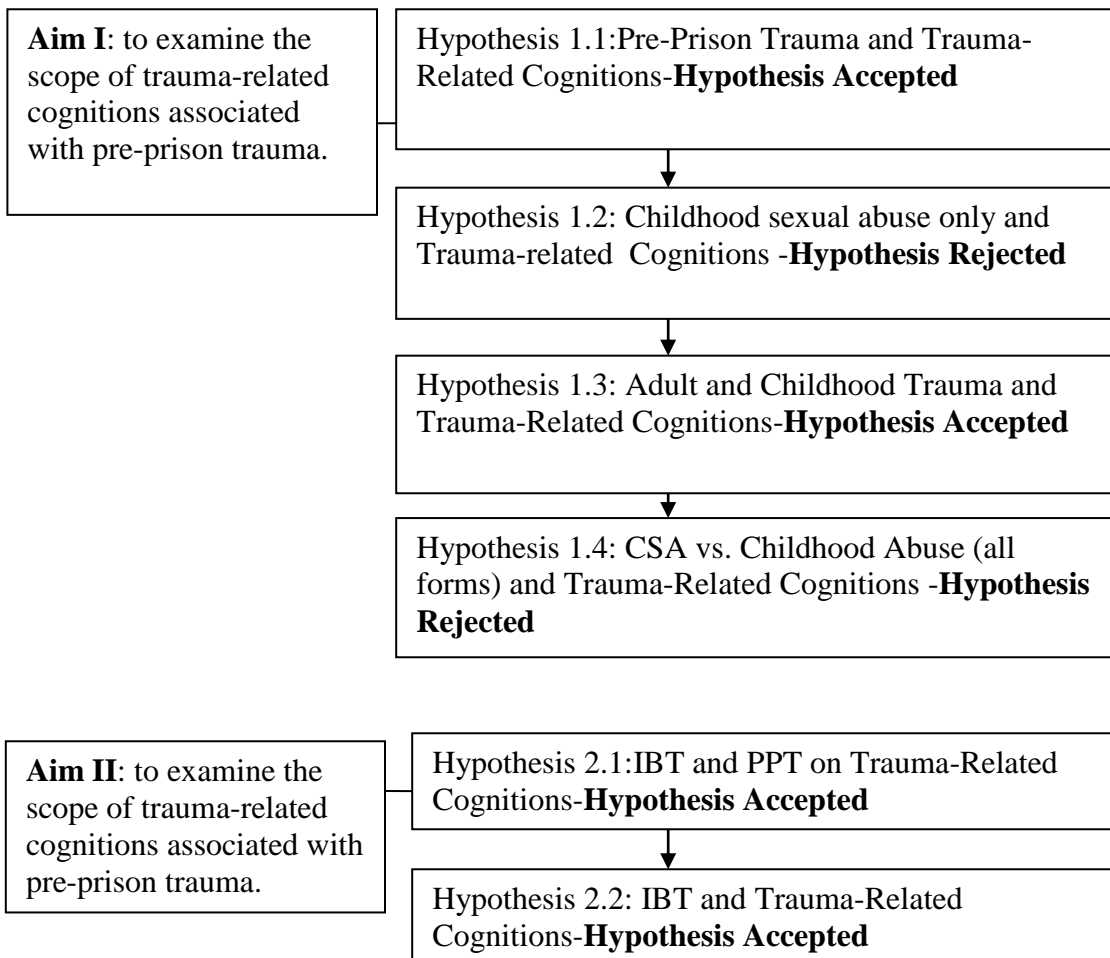 Aim I: to examine the
scope of trauma-related
cognitions associated
with pre-prison trauma.
Hypothesis 1.1:Pre-Prison Trauma and Trauma-
Related Cognitions-Hypothesis Accepted
Hypothesis 1.2: Childhood sexual abuse only and
Trauma-related Cognitions -Hypothesis Rejected
Hypothesis 1.3: Adult and Childhood Trauma and
Trauma-Related Cognitions-Hypothesis Accepted
Hypothesis 1.4: CSA vs. Childhood Abuse (all
forms) and Trauma-Related Cognitions -Hypothesis
Rejected
Aim II: to examine the
scope of trauma-related
cognitions associated with
pre-prison trauma.
Hypothesis 2.1:IBT and PPT on Trauma-Related
Cognitions-Hypothesis Accepted
Hypothesis 2.2: IBT and Trauma-Related
Cognitions-Hypothesis Accepted